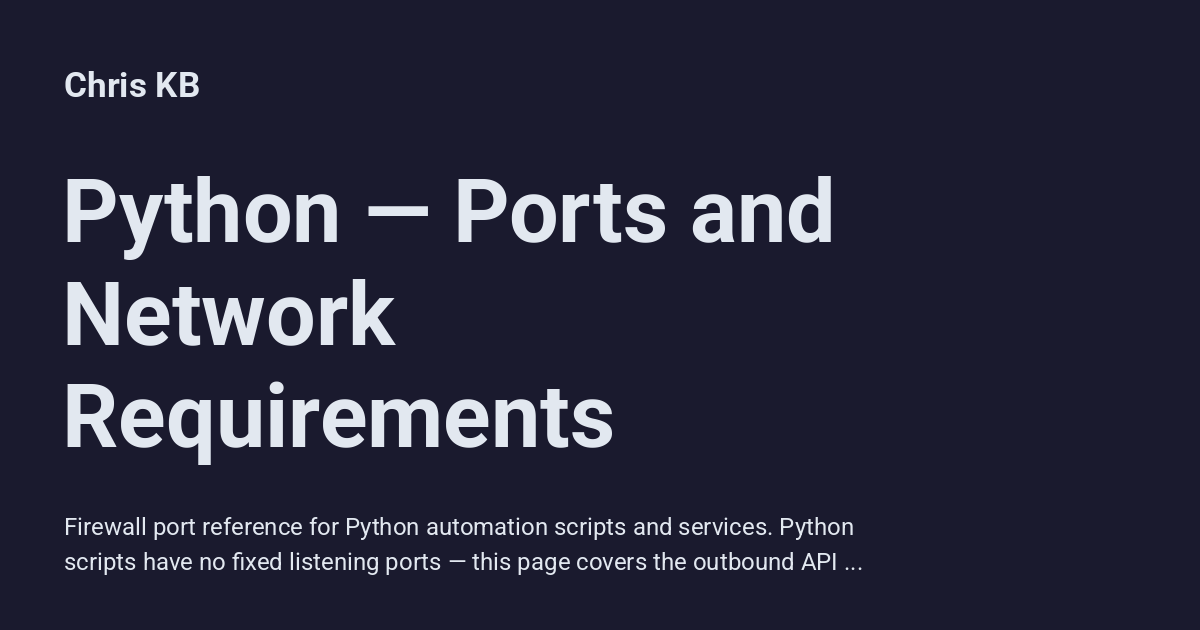 Chris KB
Python — Ports and
Network
Requirements
Firewall port reference for Python automation scripts and services. Python
scripts have no fixed listening ports — this page covers the outbound API ...